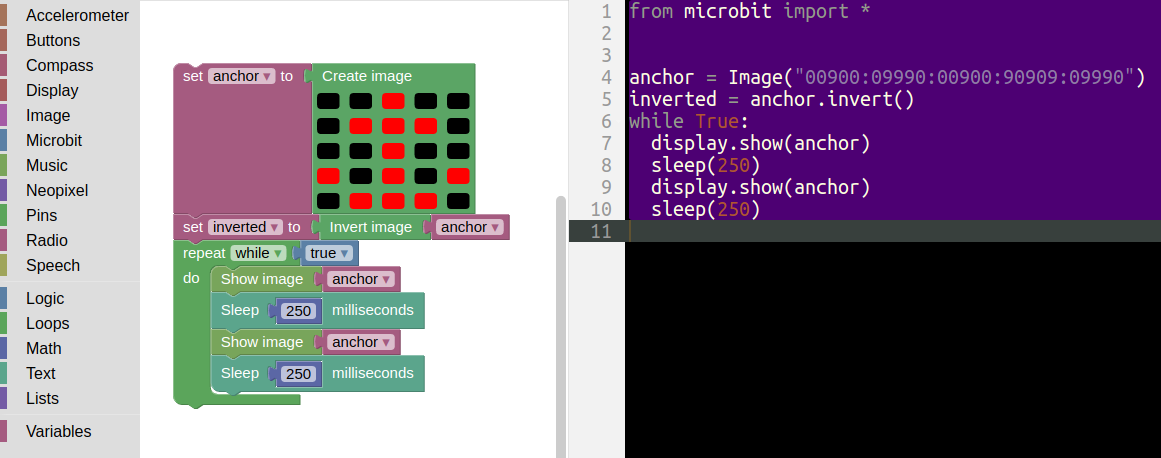 Accelerometer
Buttons
Compass
Display
Image
Microbit
Music
Neopixel
Pins
Radio
Speech
Logic
Loops
Math
Text
Lists
Variables
set anchor ▾ to Create image
set inverted ▾ to Invert image anchor ▾
repeat while ▾ true ▾
do Show image anchor ▾
Sleep 250 milliseconds
Show image anchor ▾
Sleep 250 milliseconds
1 from microbit import *
2
3
4 anchor = Image("00900:09990:00900:90909:09990")
5 inverted = anchor.invert()
6 while True:
7 display.show(anchor)
8 sleep(250)
9 display.show(anchor)
10 sleep(250)
11